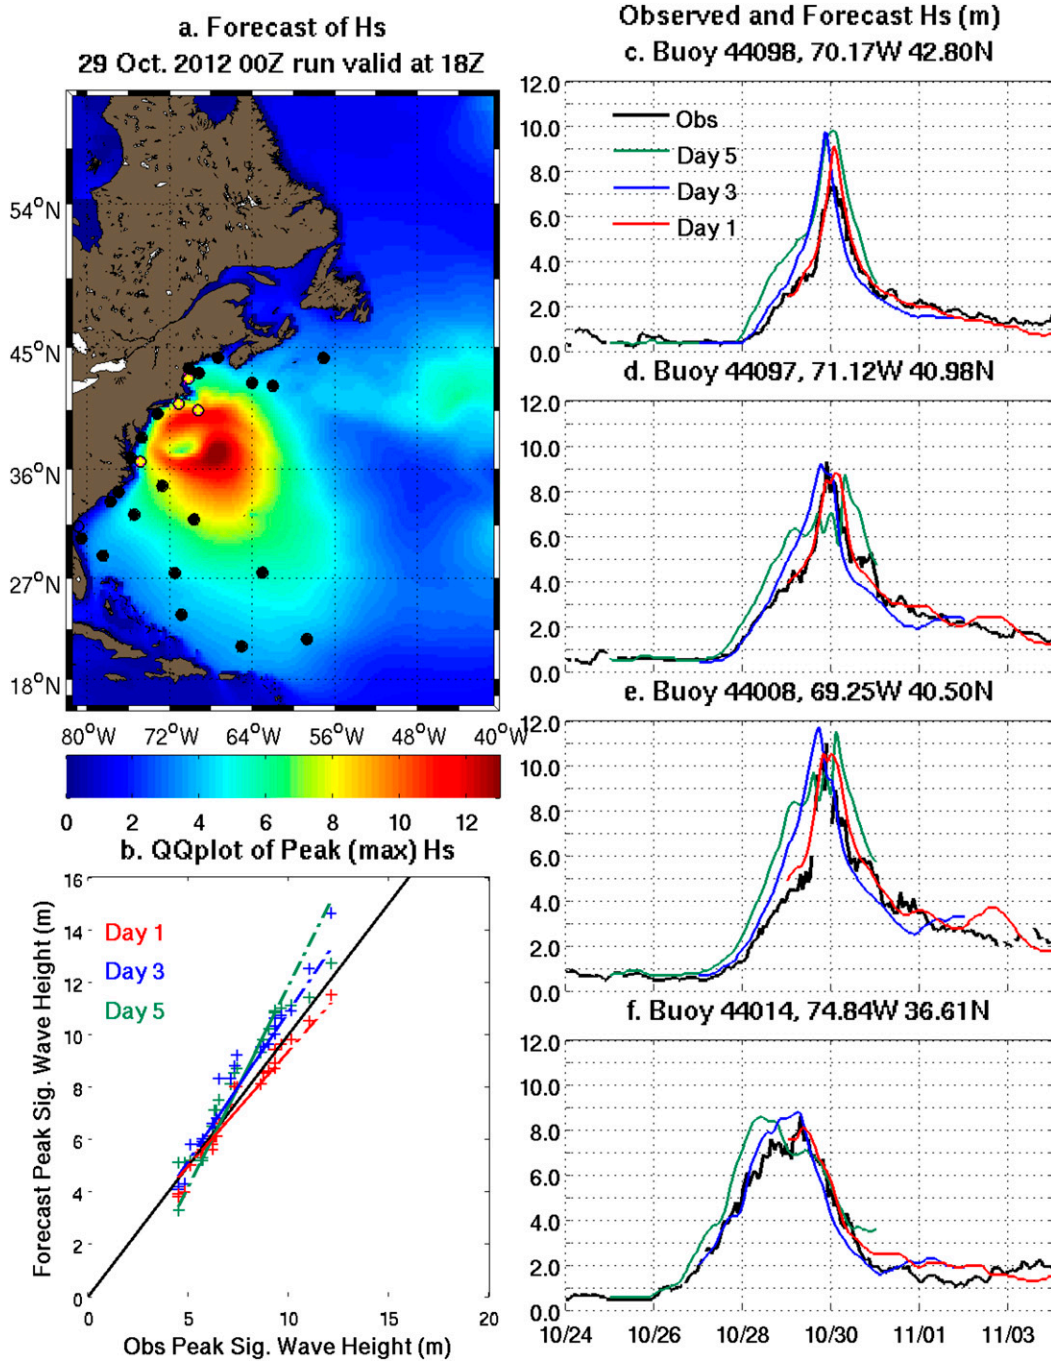 a. Forecast of Hs
29 Oct. 2012 00Z run valid at 18Z
54°N
45°N
36°N
27°N
18°N
80°W 72°W 64°W 56°W 48°W 40°W
0 2 4 6 8 10 12
b. QQplot of Peak (max) Hs
Forecast Peak Sig. Wave Height (m)
16
14
12
10
8
6
4
2
0
Day 1
Day 3
Day 5
0 5 10 15 20
Obs Peak Sig. Wave Height (m)
Observed and Forecast Hs (m)
c. Buoy 44098, 70.17W 42.80N
12.0
10.0
8.0
6.0
4.0
2.0
0.0
Obs
Day 5
Day 3
Day 1
d. Buoy 44097, 71.12W 40.98N
12.0
10.0
8.0
6.0
4.0
2.0
0.0
e. Buoy 44008, 69.25W 40.50N
12.0
10.0
8.0
6.0
4.0
2.0
0.0
f. Buoy 44014, 74.84W 36.61N
12.0
10.0
8.0
6.0
4.0
2.0
0.0
10/24 10/26 10/28 10/30 11/01 11/03